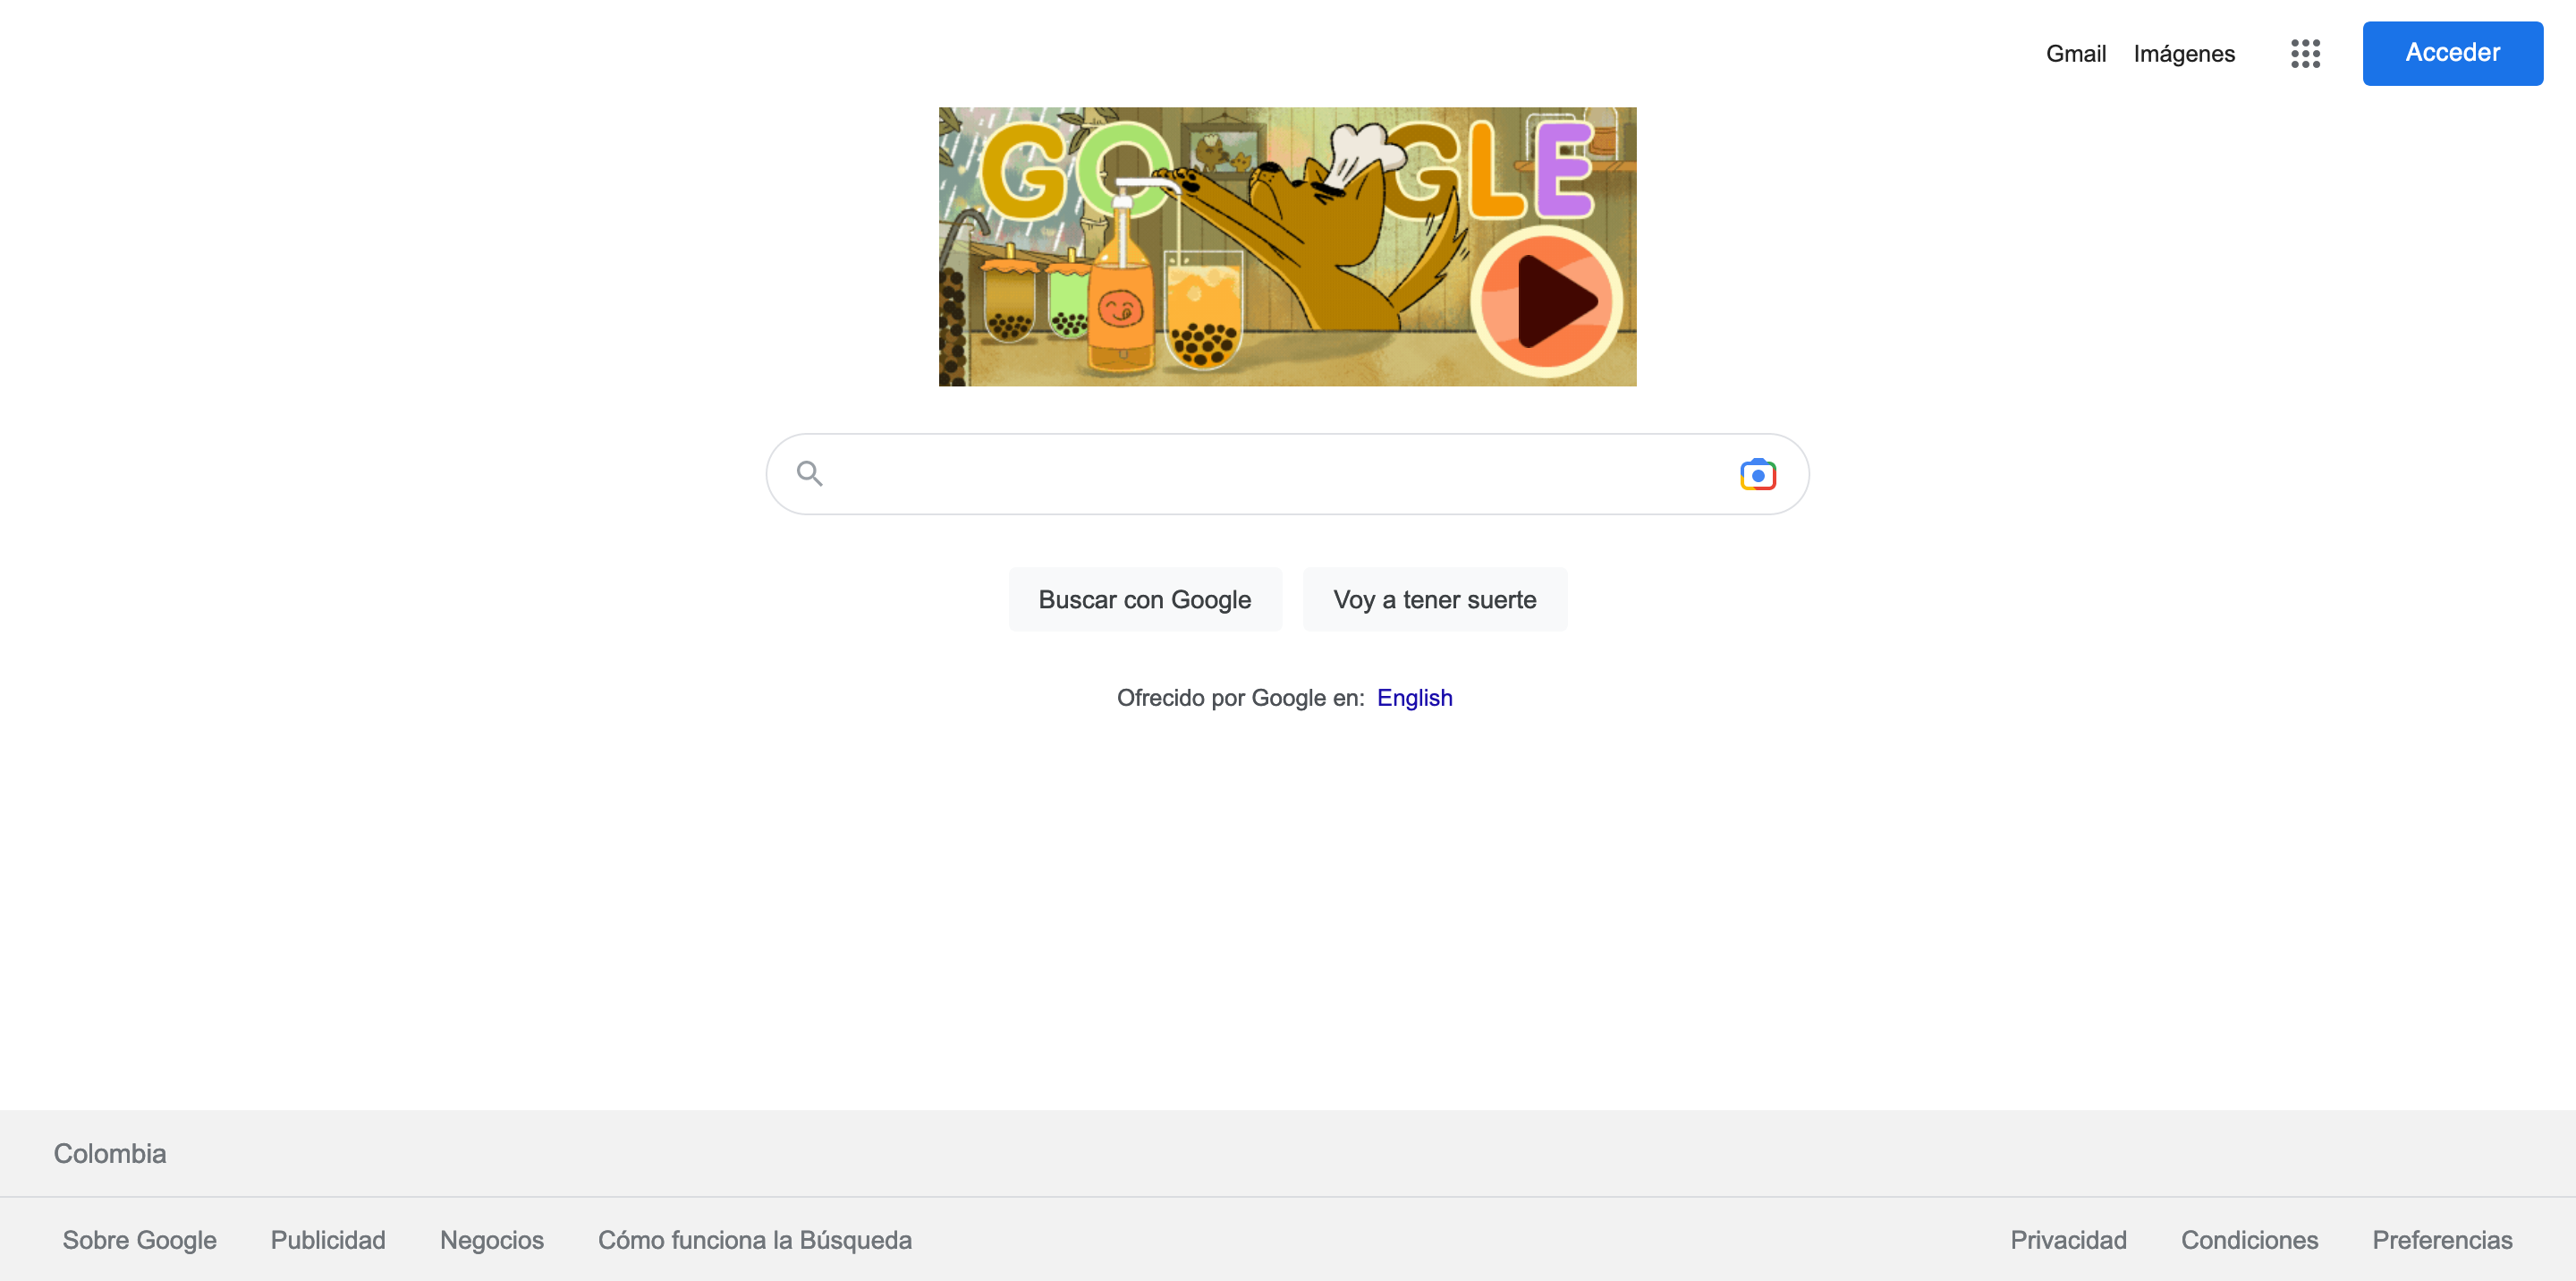 Gmail Imágenes Acceder
GOOGLE
Buscar con Google Voy a tener suerte
Ofrecido por Google en: English
Colombia
Sobre Google Publicidad Negocios Cómo funciona la Búsqueda Privacidad Condiciones Preferencias